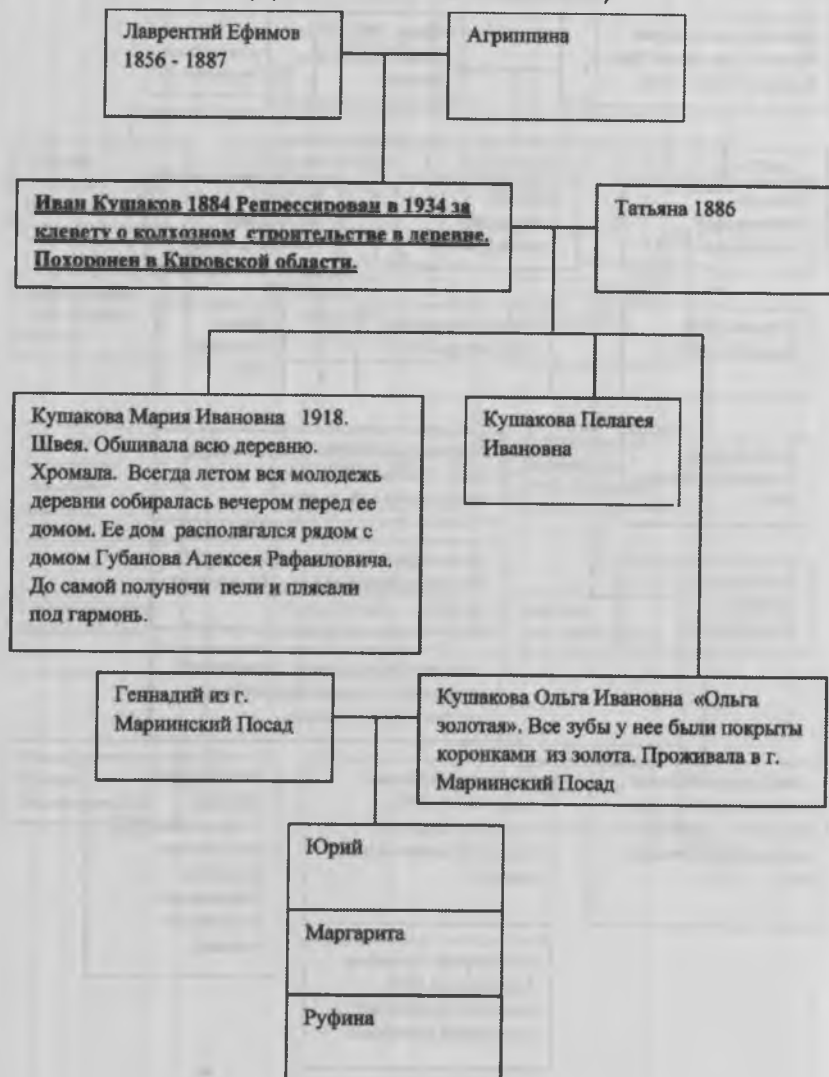 Лаврентий Ефимов
1856 - 1887
Агриппина
Иван Кушаков 1884 Репрессирован в 1934 за
клевету о колхозном строительстве в деревне.
Похоронен в Кировской области.
Татьяна 1886
Кушакова Мария Ивановна 1918.
Швея. Обшивала всю деревню.
Хромала. Всегда летом вся молодежь
деревни собиралась вечером перед ее
домом. Ее дом располагался рядом с
домом Губанова Алексея Рафаиловича.
До самой полуночи пели и плясали
под гармонь.
Кушакова Пелагея
Ивановна
Геннадий из г.
Мариинский Посад
Кушакова Ольга Ивановна «Ольга
золотая». Все зубы у нее были покрыты
коронками из золота. Проживала в г.
Мариинский Посад
Юрий
Маргарита
Руфина